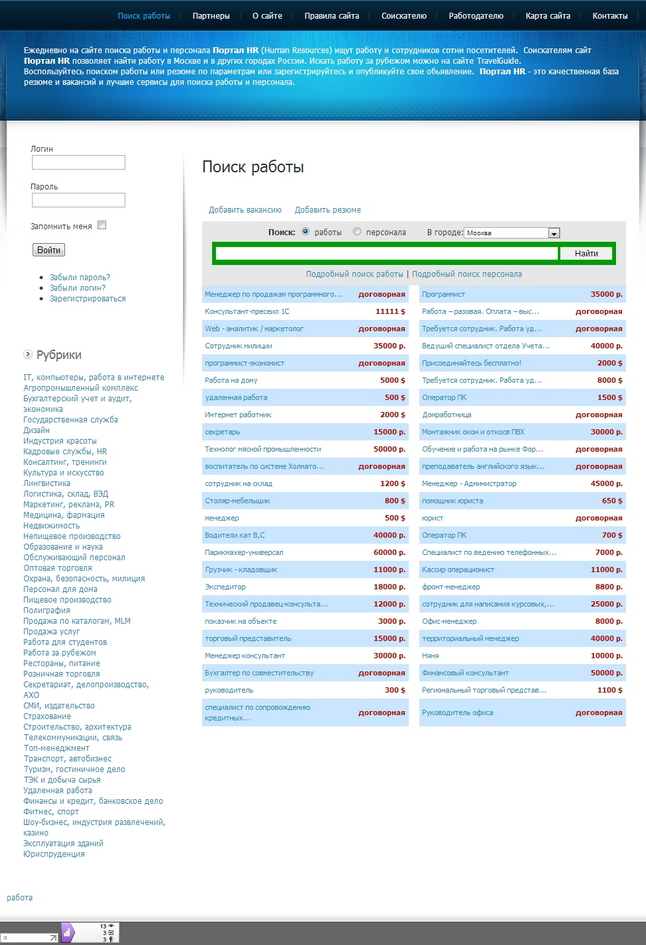 Поиск работы Партнеры О сайте Правила сайта Соискателю Работодателю Карта сайта Контакты
Ежедневно на сайте поиска работы и персонала Портал HR (Human Resources) ищут работу и сотрудников сотни посетителей. Соискателям сайт
Портал HR позволяет найти работу в Москве и в других городах России. Искать работу за рубежом можно на сайте TravelGuide.
Воспользуйтесь поиском работы или резюме по параметрам или зарегистрируйтесь и опубликуйте свое обьявление. Портал HR - это качественная база
резюме и вакансий и лучшие сервисы для поиска работы и персонала.
Логин
Пароль
Запомнить меня
Войти
Забыли пароль?
Забыли логин?
Зарегистрироваться
Рубрики
IT, компьютеры, работа в интернете
Агропромышленный комплекс
Бухгалтерский учет и аудит,
экономика
Государственная служба
Дизайн
Индустрия красоты
Кадровые службы, HR
Консалтинг, тренинги
Культура и искусство
Лингвистика
Логистика, склад, ВЭД
Маркетинг, реклама, PR
Медицина, фармация
Недвижимость
Непищевое производство
Образование и наука
Обслуживающий персонал
Оптовая торговля
Охрана, безопасность, милиция
Персонал для дома
Пищевое производство
Полиграфия
Продажа по каталогам, MLM
Продажа услуг
Работа для студентов
Работа за рубежом
Рестораны, питание
Розничная торговля
Секретариат, делопроизводство,
АХО
СМИ, издательство
Страхование
Строительство, архитектура
Телекоммуникации, связь
Топ-менеджмент
Транспорт, автобизнес
Туризм, гостиничное дело
ТЭК и добыча сырья
Удаленная работа
Финансы и кредит, банковское дело
Фитнес, спорт
Шоу-бизнес, индустрия развлечений,
казино
Эксплуатация зданий
Юриспруденция
Поиск работы
Добавить вакансию Добавить резюме
Поиск: работы персонала В городе: Москва
Найти
Подробный поиск работы | Подробный поиск персонала
Менеджер по продажан программного... договорная Программист 35000 р.
Консультант-пресеил 1С 11111 $ Работа – разовая. Оплата – выс... договорная
Web - аналитик / маркетолог договорная Требуется сотрудник. Работа уд... договорная
Сотрудник милиции 35000 р. Ведущий специалист отдела Учета... 40000 р.
программист-экономист договорная Присоединяйтесь бесплатно! 2000 $
Работа на дому 5000 $ Требуется сотрудник. Работа уд... 8000 $
удаленная работа 500 $ Оператор ПК 1500 $
Интернет работник 2000 $ Домработница договорная
секретарь 15000 р. Монтажник окон и откосв ПВХ 30000 р.
Технолог мясной промышленности 50000 р. Обучение и работа на рынке Фор... договорная
воспитатель по системе Холмато... договорная преподаватель английского язык... договорная
сотрудник на склад 1200 $ Менеджер - Администратор 45000 р.
Столяр-мебельщик 800 $ помощник юриста 650 $
менеджер 500 $ юрист договорная
Водители кат В,С 40000 р. Оператор ПК 700 $
Парикмахер-универсал 60000 р. Специалист по ведению телефонных... 7000 р.
Грузчик - кладовщик 11000 р. Кассир операционист 11000 р.
Экспедитор 18000 р. фронт-менеджер 8800 р.
Технический продавец-консульта... 12000 р. сотрудник для написания курсовых,... 25000 р.
показчик на объекте 3000 р. Офис-менеджер 8000 р.
торговый представитель 15000 р. территориальный менеджер 40000 р.
Менеджер консультант 30000 р. Няня 10000 р.
Бухгалтер по совместительству договорная Финансовый консультант 50000 р.
руководитель 300 $ Региональный торговый представ... 1100 $
специалист по сопровождению
кредитных... договорная Руководитель офиса договорная
работа
13
3
3